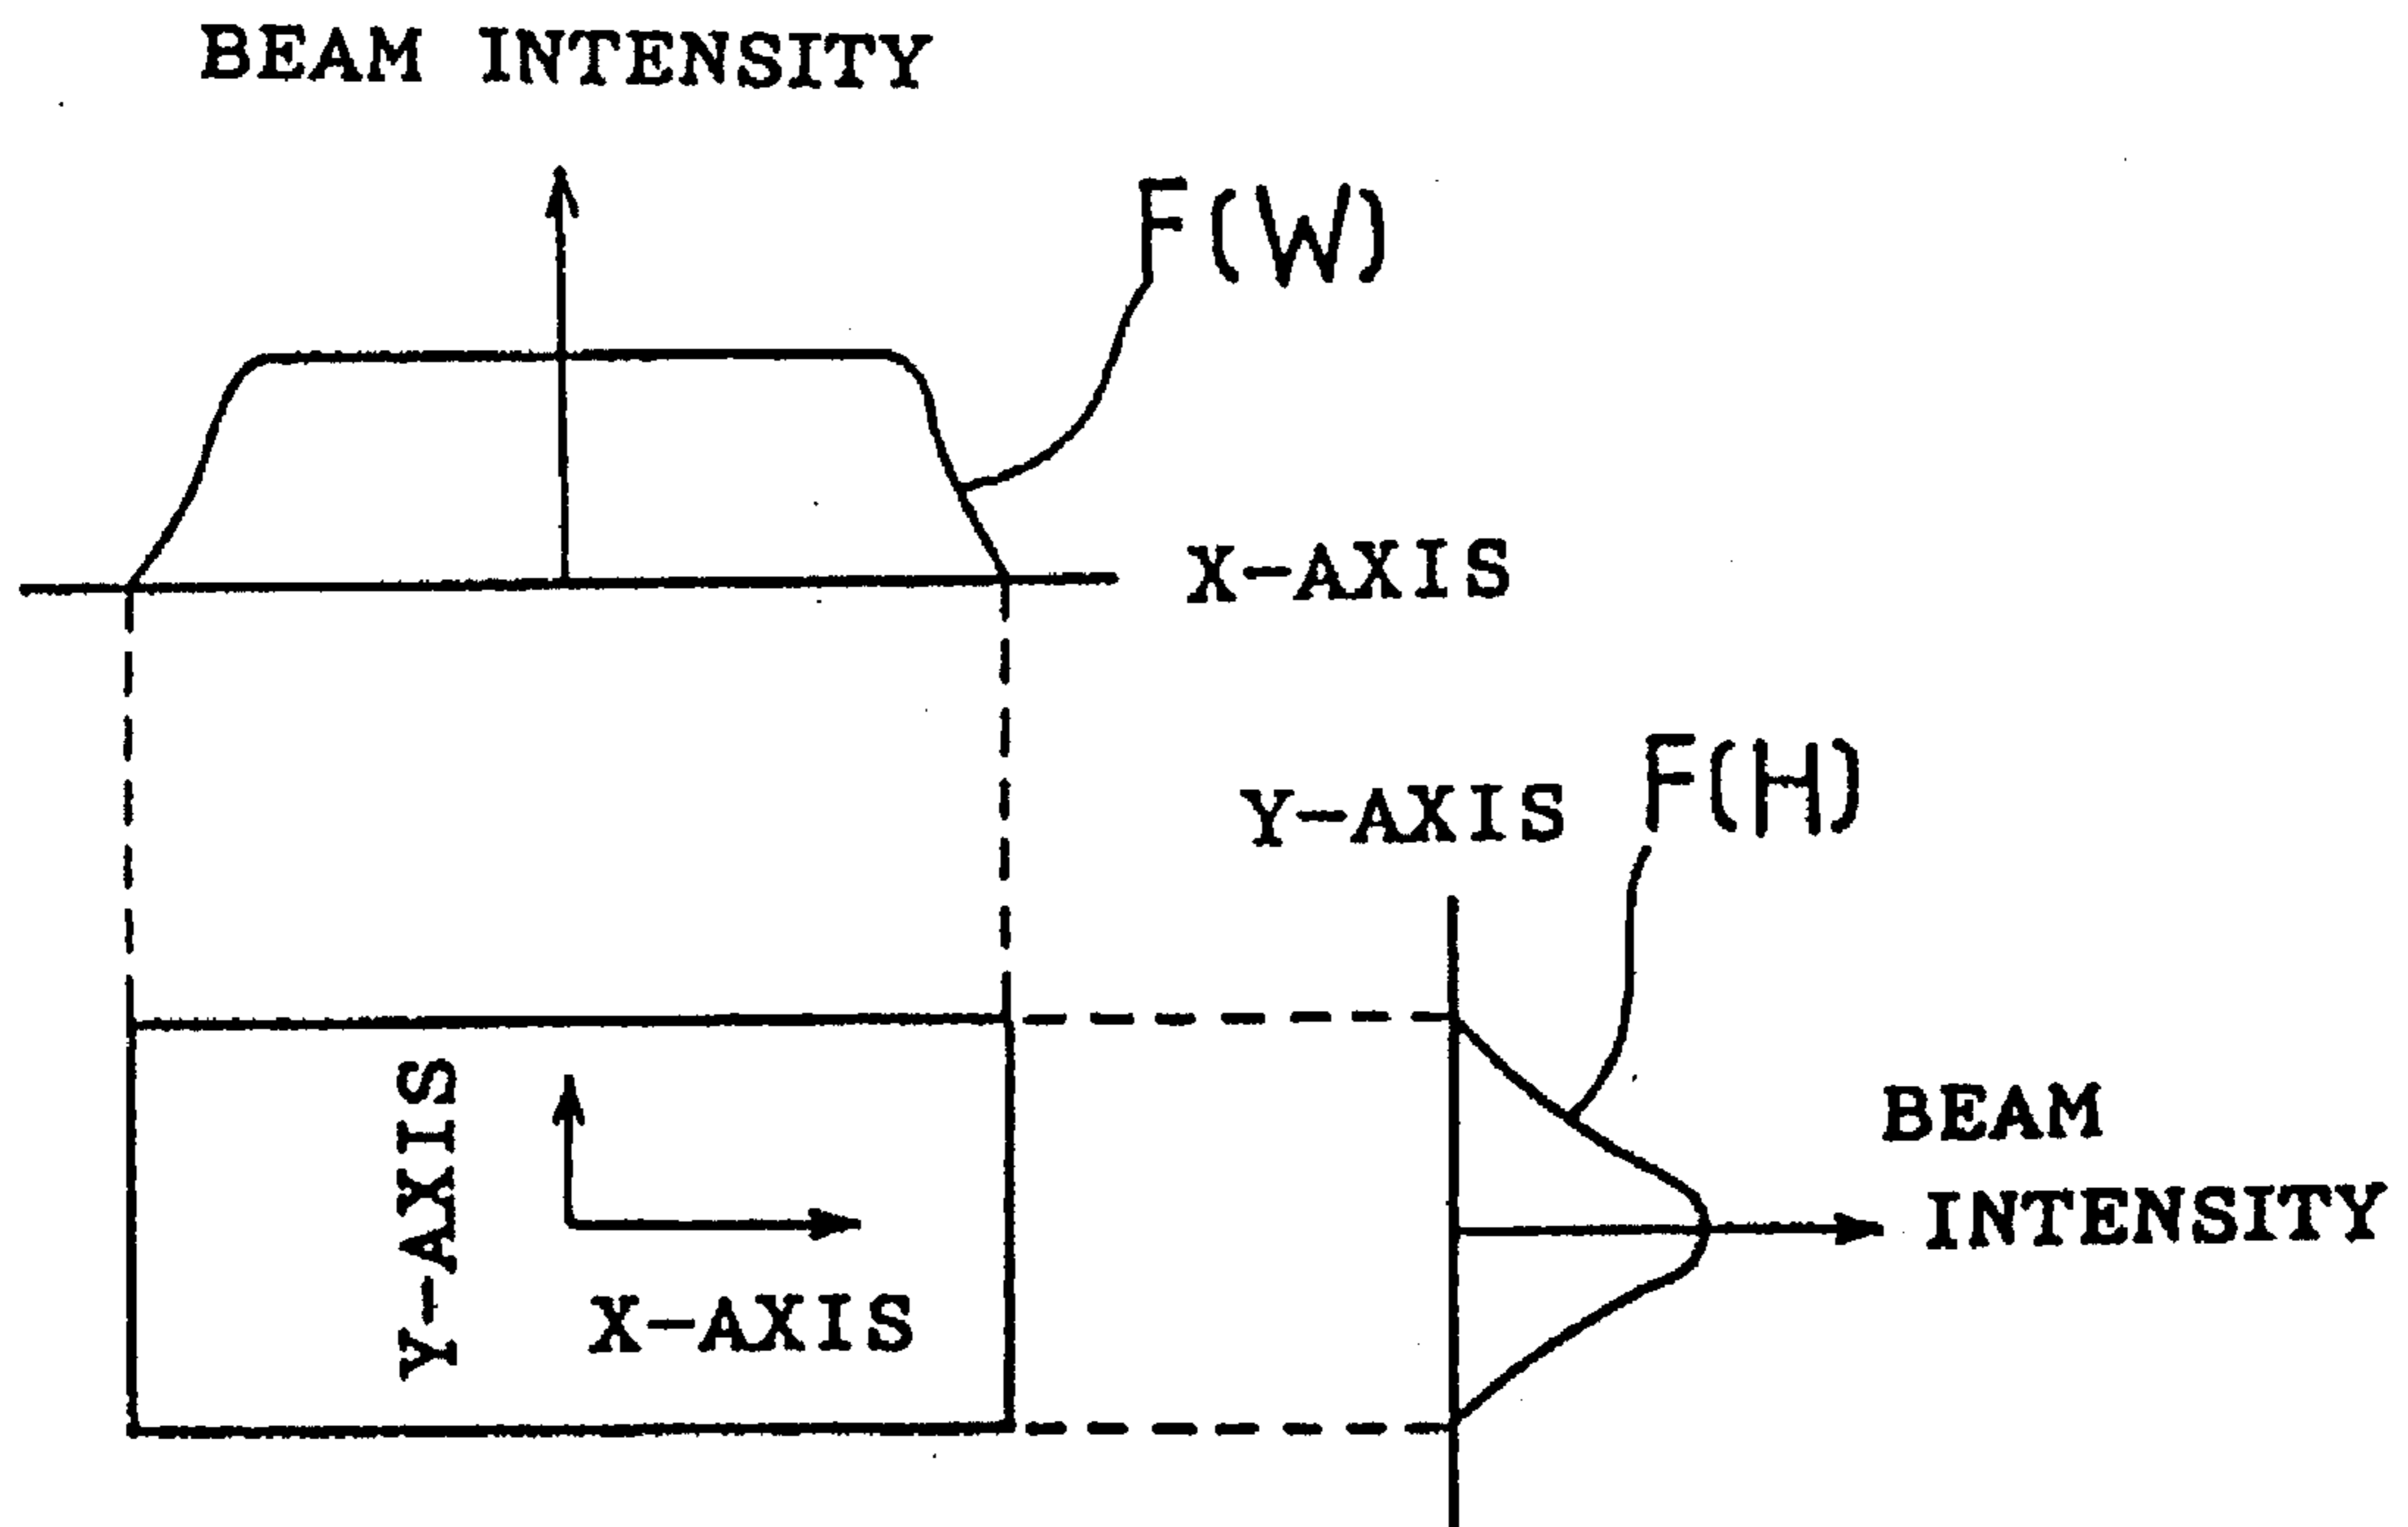 BEAM INTENSITY
F(W)
X-AXIS
Y-AXIS
F(H)
BEAM
INTENSITY
Y-AXIS
X-AXIS